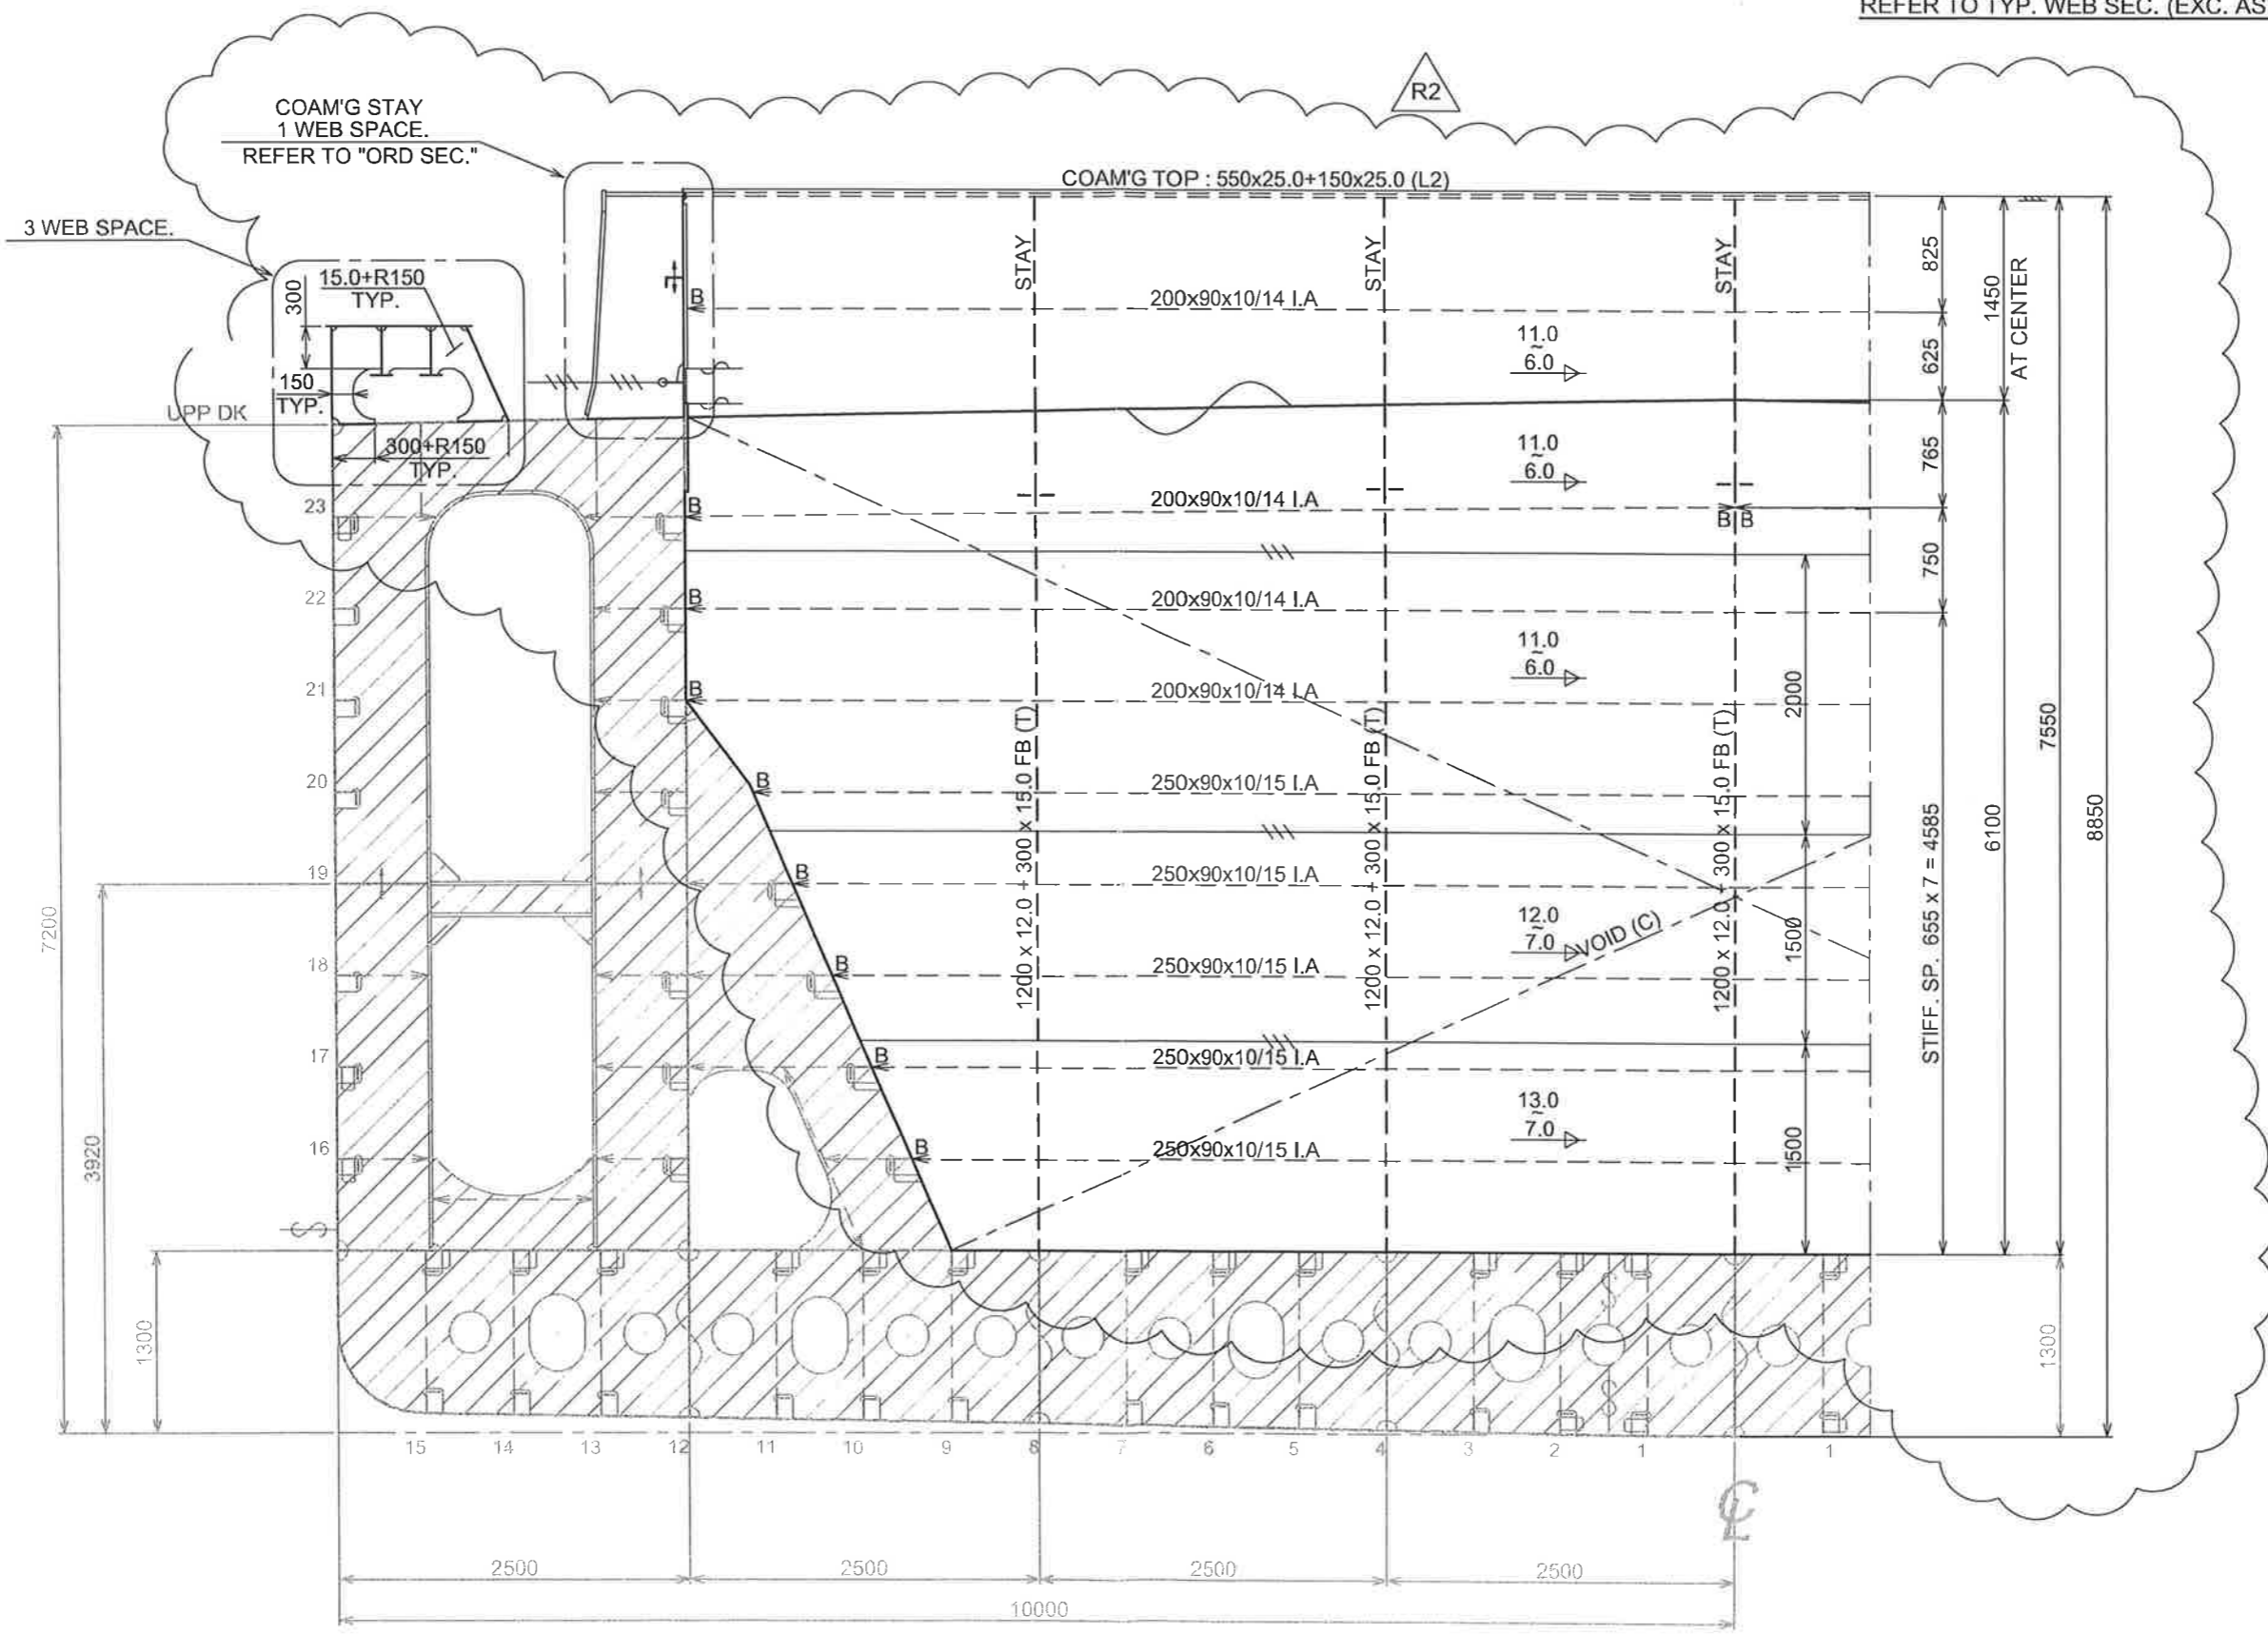 REFER TO TYP. WEB SEC. (EXC. AS
R2
COAM'G STAY
1 WEB SPACE.
REFER TO "ORD SEC."
COAM'G TOP : 550x25.0+150x25.0 (L2)
3 WEB SPACE.
15.0+R150
TYP.
300
150
TYP.
UPP DK
300+R150
TYP.
STAY
STAY
STAY
B
200x90x10/14 I.A
11.0
~
6.0
825
625
1450
AT CENTER
11.0
~
6.0
765
23
B
200x90x10/14 I.A
B B
750
22
B
200x90x10/14 I.A
11.0
~
6.0
21
B
200x90x10/14 I.A
2000
7550
20
B
250x90x10/15 I.A
1200 x 12.0 + 300 x 15.0 FB (T)
1200 x 12.0 + 300 x 15.0 FB (T)
1200 x 12.0 + 300 x 15.0 FB (T)
6100
8850
STIFF. SP. 655 x 7 = 4585
19
B
250x90x10/15 I.A
7200
12.0
~
7.0
VOID (C)
1500
18
B
250x90x10/15 I.A
17
B
250x90x10/15 I.A
3920
13.0
~
7.0
1500
16
B
250x90x10/15 I.A
1300
1300
15 14 13 12 11 10 9 8 7 6 5 4 3 2 1 1
CL
2500 2500 2500 2500
10000